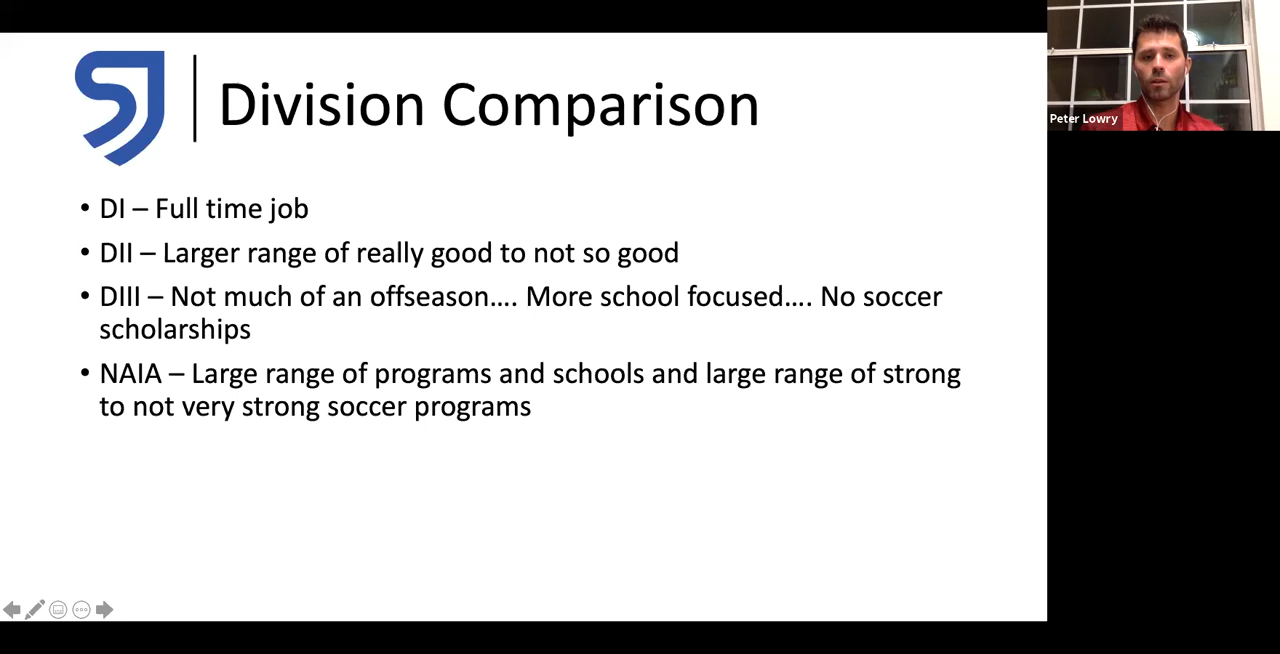 Division Comparison
Peter Lowry
• DI – Full time job
• DII – Larger range of really good to not so good
• DIII – Not much of an offseason.... More school focused.... No soccer
scholarships
• NAIA – Large range of programs and schools and large range of strong
to not very strong soccer programs